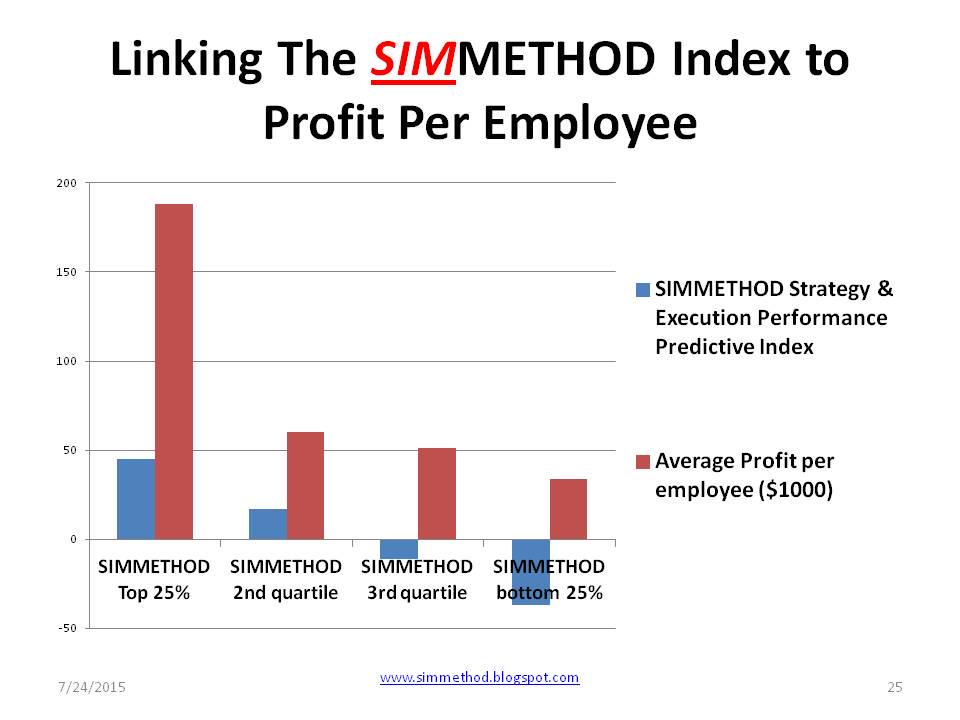 Linking The SIMMETHOD Index to
Profit Per Employee
200
150
100
50
0
-50
SIMMETHOD
Top 25%
SIMMETHOD
2nd quartile
SIMMETHOD
3rd quartile
SIMMETHOD
bottom 25%
SIMMETHOD Strategy &
Execution Performance
Predictive Index
Average Profit per
employee ($1000)
7/24/2015
www.simmethod.blogspot.com
25